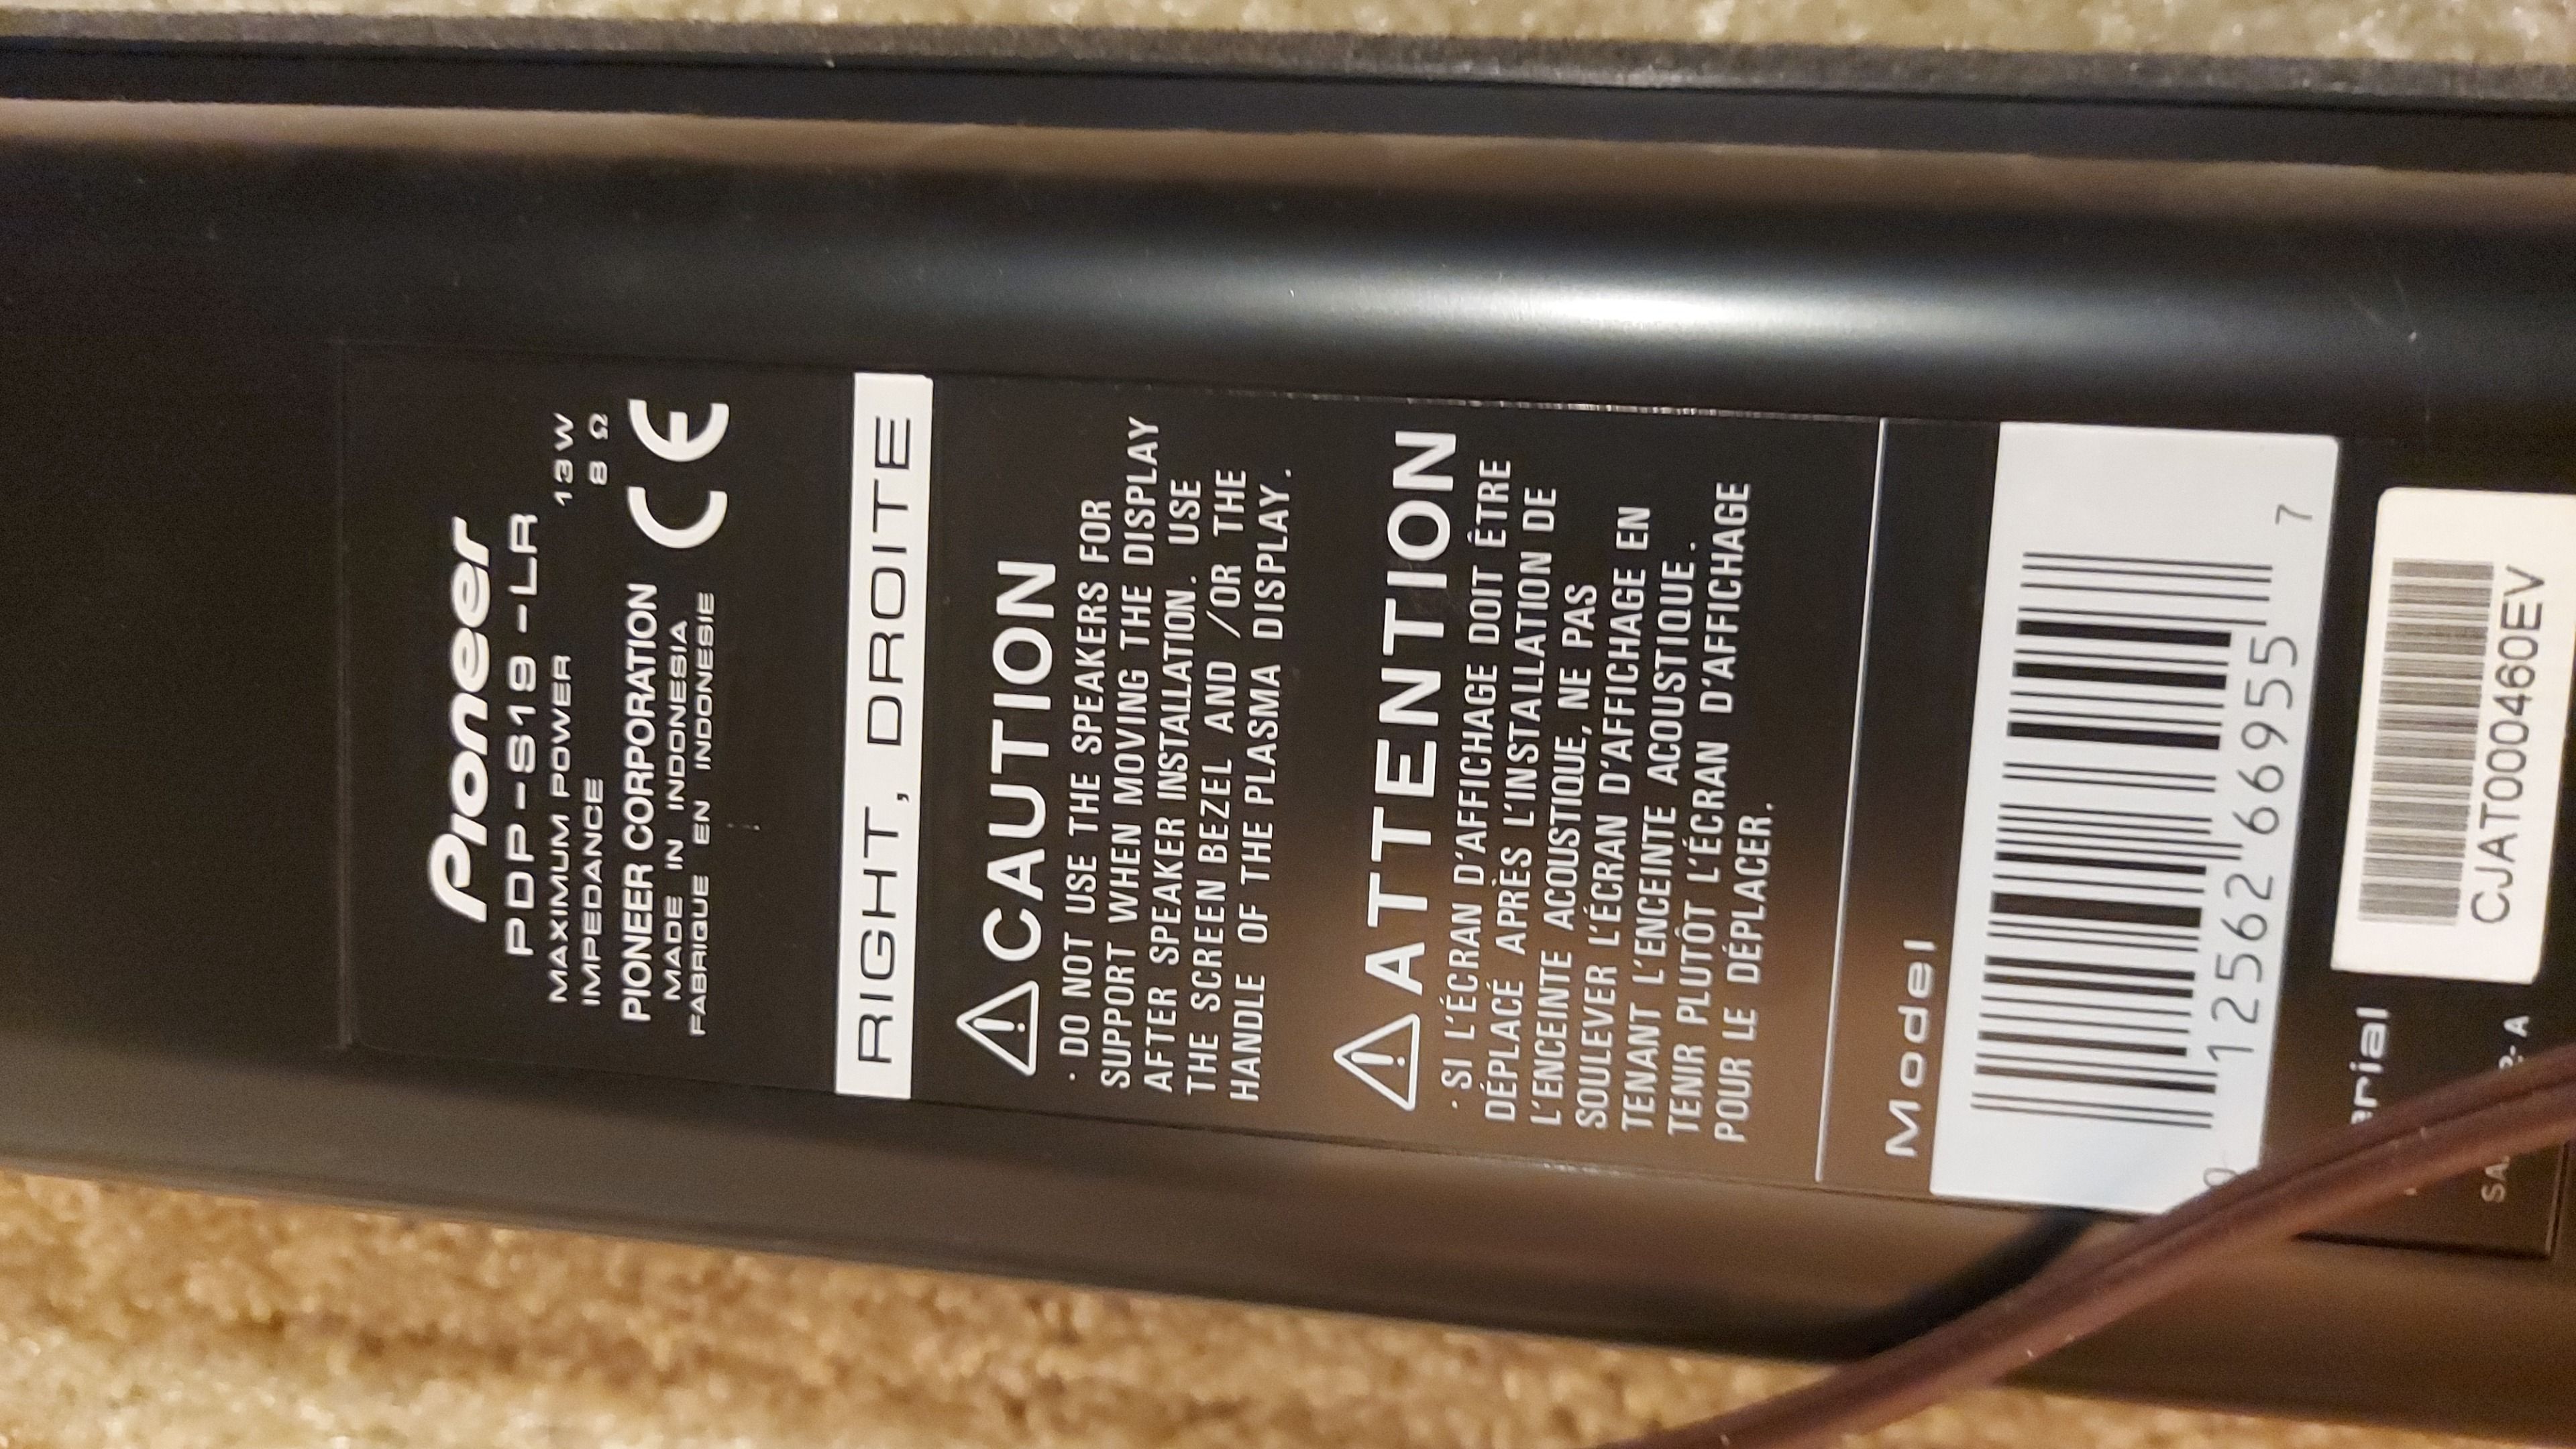 Pioneer
PDP-S19-LR
MAXIMUM POWER 13W
IMPEDANCE 8 Ω
PIONEER CORPORATION
MADE IN INDONESIA
FABRIQUE EN INDONESIE
CE
RIGHT, DROITE
⚠CAUTION
· DO NOT USE THE SPEAKERS FOR
SUPPORT WHEN MOVING THE DISPLAY
AFTER SPEAKER INSTALLATION. USE
THE SCREEN BEZEL AND /OR THE
HANDLE OF THE PLASMA DISPLAY.
⚠ATTENTION
· SI L'ÉCRAN D'AFFICHAGE DOIT ÊTRE
DÉPLACÉ APRÈS L'INSTALLATION DE
L'ENCEINTE ACOUSTIQUE, NE PAS
SOULEVER L'ÉCRAN D'AFFICHAGE EN
TENANT L'ENCEINTE ACOUSTIQUE.
TENIR PLUTÔT L'ÉCRAN D'AFFICHAGE
POUR LE DÉPLACER.
Model
12562 66955 7
CJAT000460EV